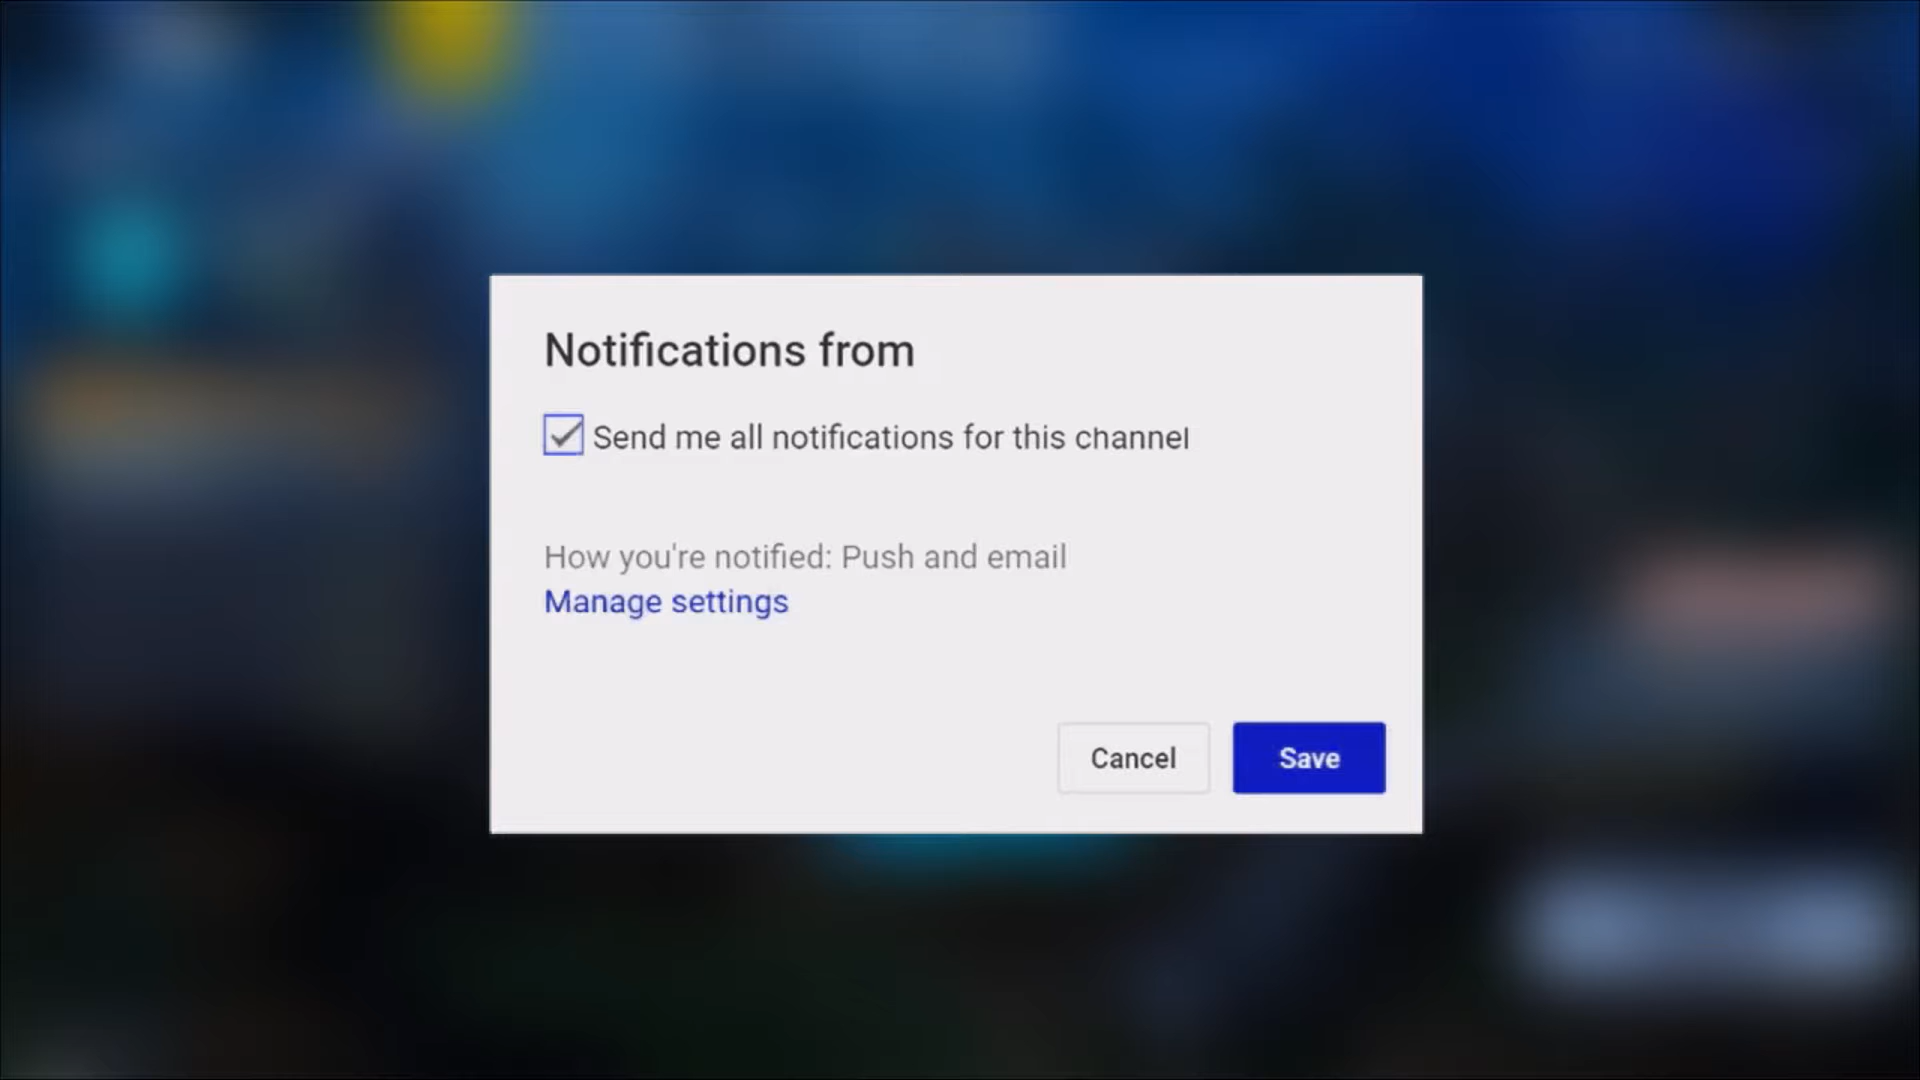 Notifications from
Send me all notifications for this channel
How you're notified: Push and email
Manage settings
Cancel
Save